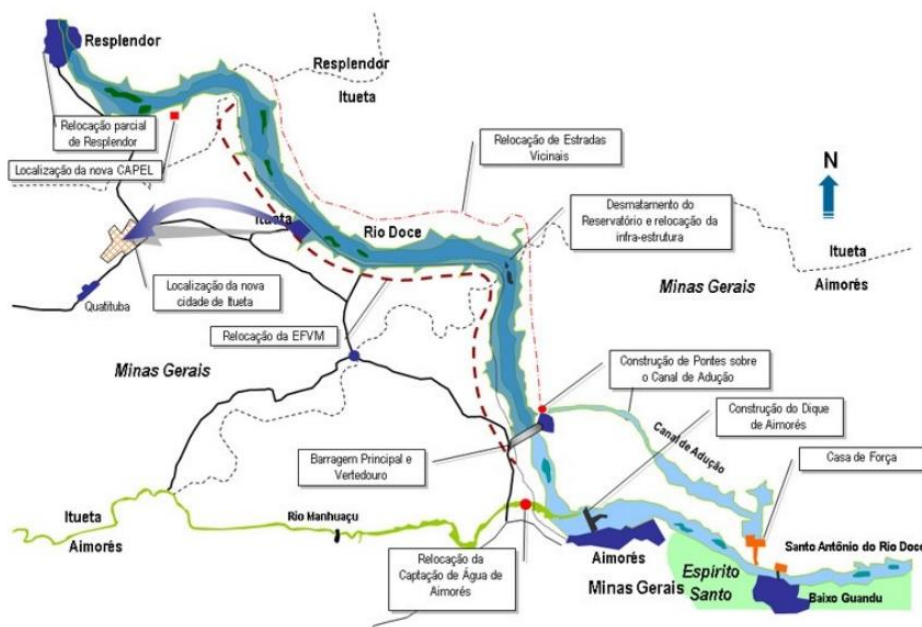 Resplendor
Resplendor
Itueta
Relocação parcial
de Resplendor
Relocação de Estradas
Vicinais
N
Localização da nova CAPEL
Desmatamento do
Reservatório e relocação da
infra-estrutura
Itueta
Rio Doce
Itueta
Aimorés
Localização da nova
cidade de Itueta
Minas Gerais
Quatituba
Relocação da EFVM
Minas Gerais
Construção de Pontes sobre
o Canal de Adução
Construção do Dique
de Aimorés
Canal de Adução
Barragem Principal e
Vertedouro
Casa de Força
Itueta
Aimorés
Rio Manhuaçu
Santo Antônio do Rio Doce
Relocação da
Captação de Água de
Aimorés
Aimorés
Minas Gerais
Espírito
Santo
Baixo Guandu